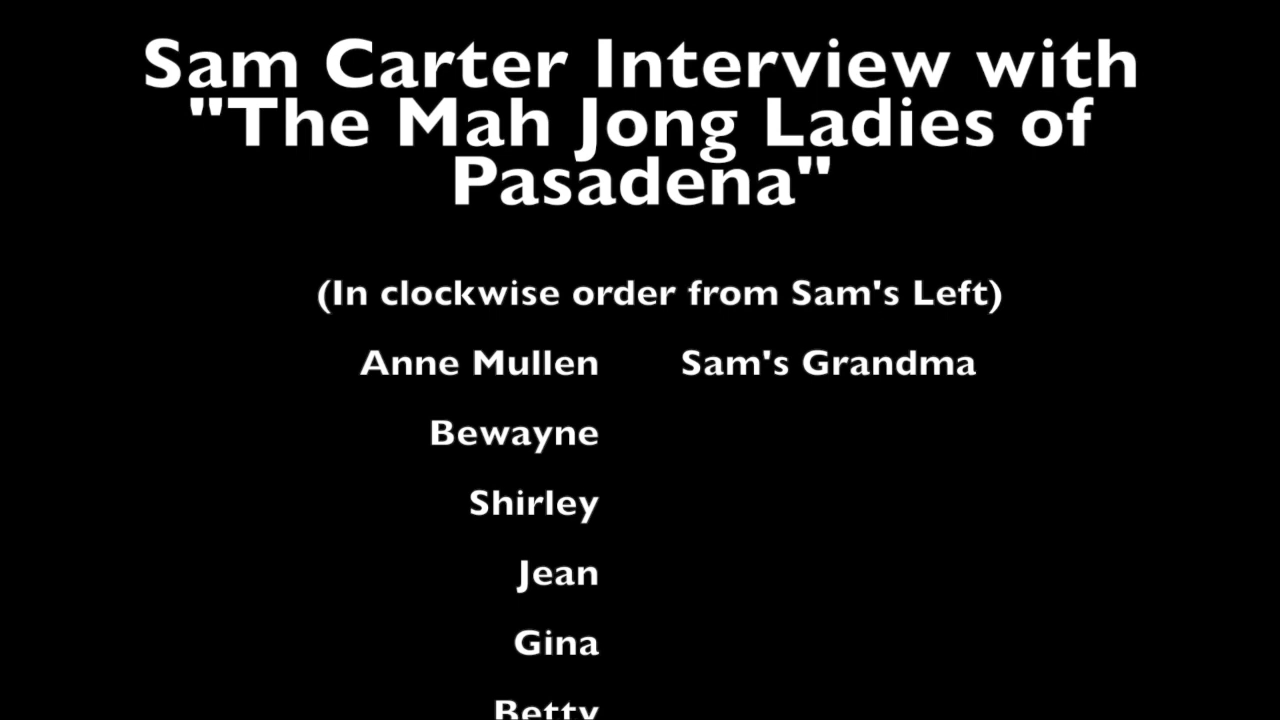 Sam Carter Interview with
"The Mah Jong Ladies of
Pasadena"
(In clockwise order from Sam's Left)
Anne Mullen Sam's Grandma
Bewayne
Shirley
Jean
Gina
Betty